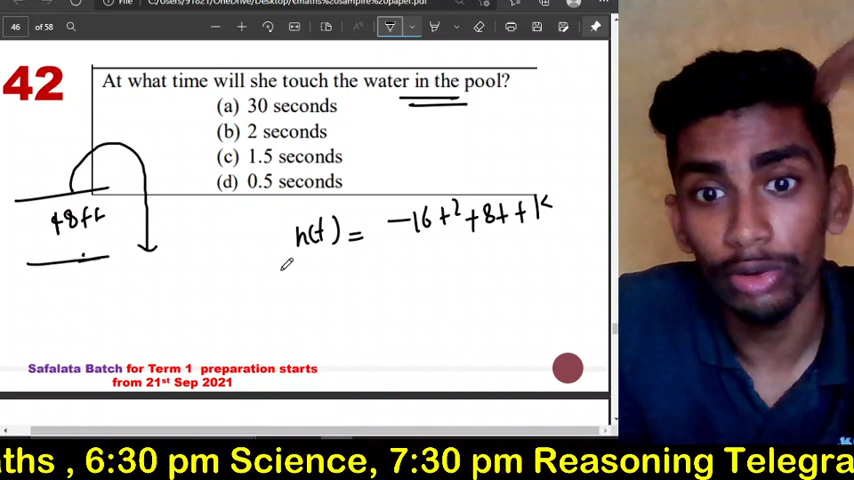 46 of 58
42
At what time will she touch the water in the pool?
(a) 30 seconds
(b) 2 seconds
(c) 1.5 seconds
(d) 0.5 seconds
48ft
h(t) = -16t² + 8t + k
Safalata Batch for Term 1 preparation starts
from 21st Sep 2021
aths , 6:30 pm Science, 7:30 pm Reasoning Telegra